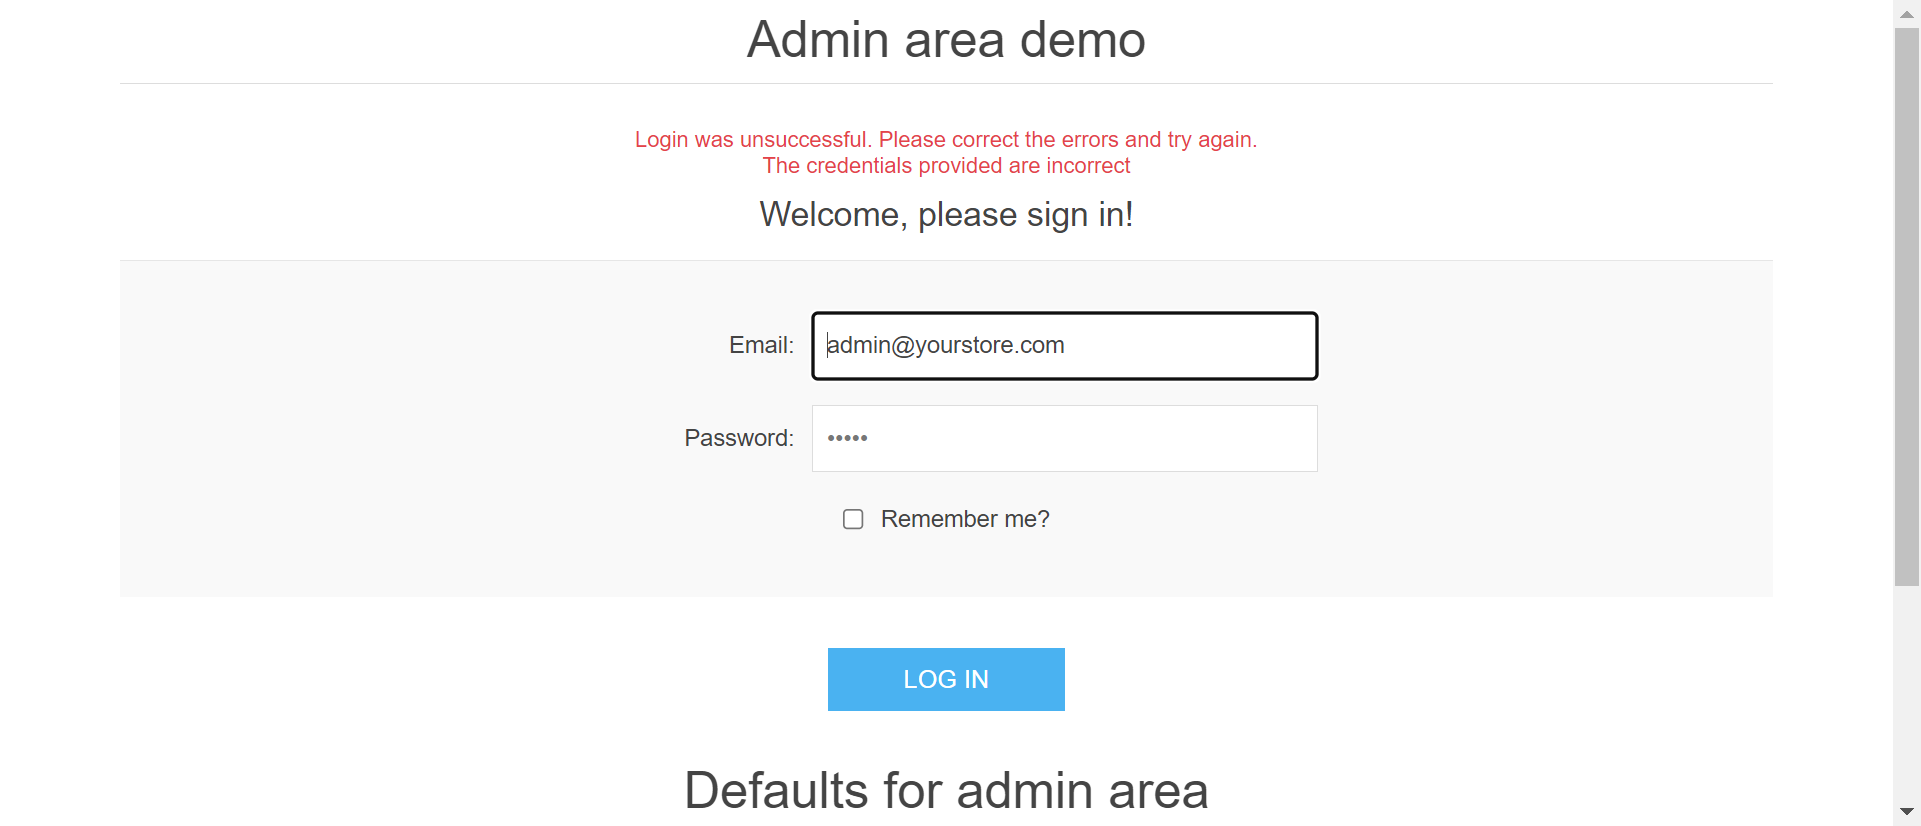 Admin area demo
Login was unsuccessful. Please correct the errors and try again.
The credentials provided are incorrect
Welcome, please sign in!
Email: admin@yourstore.com
Password: •••••
Remember me?
LOG IN
Defaults for admin area